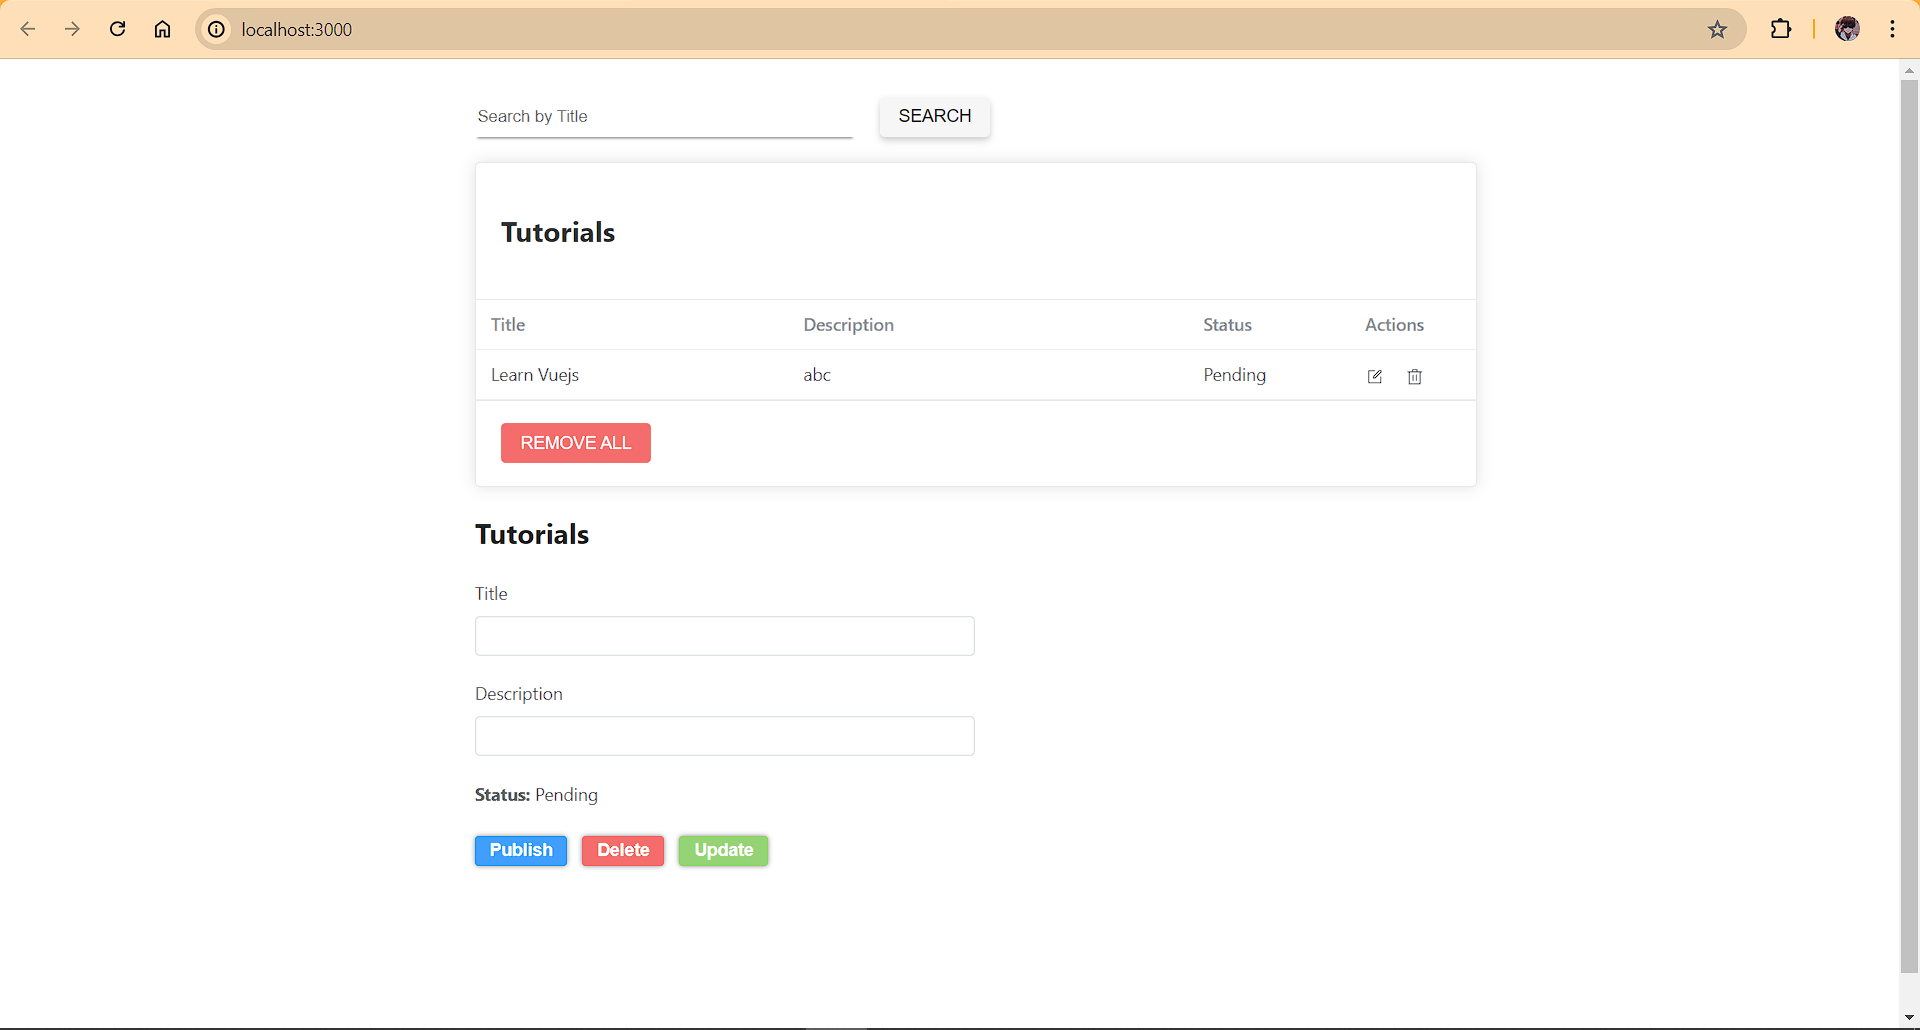 localhost:3000
Search by Title SEARCH
Tutorials
Title Description Status Actions
Learn Vuejs abc Pending
REMOVE ALL
Tutorials
Title
Description
Status: Pending
Publish Delete Update